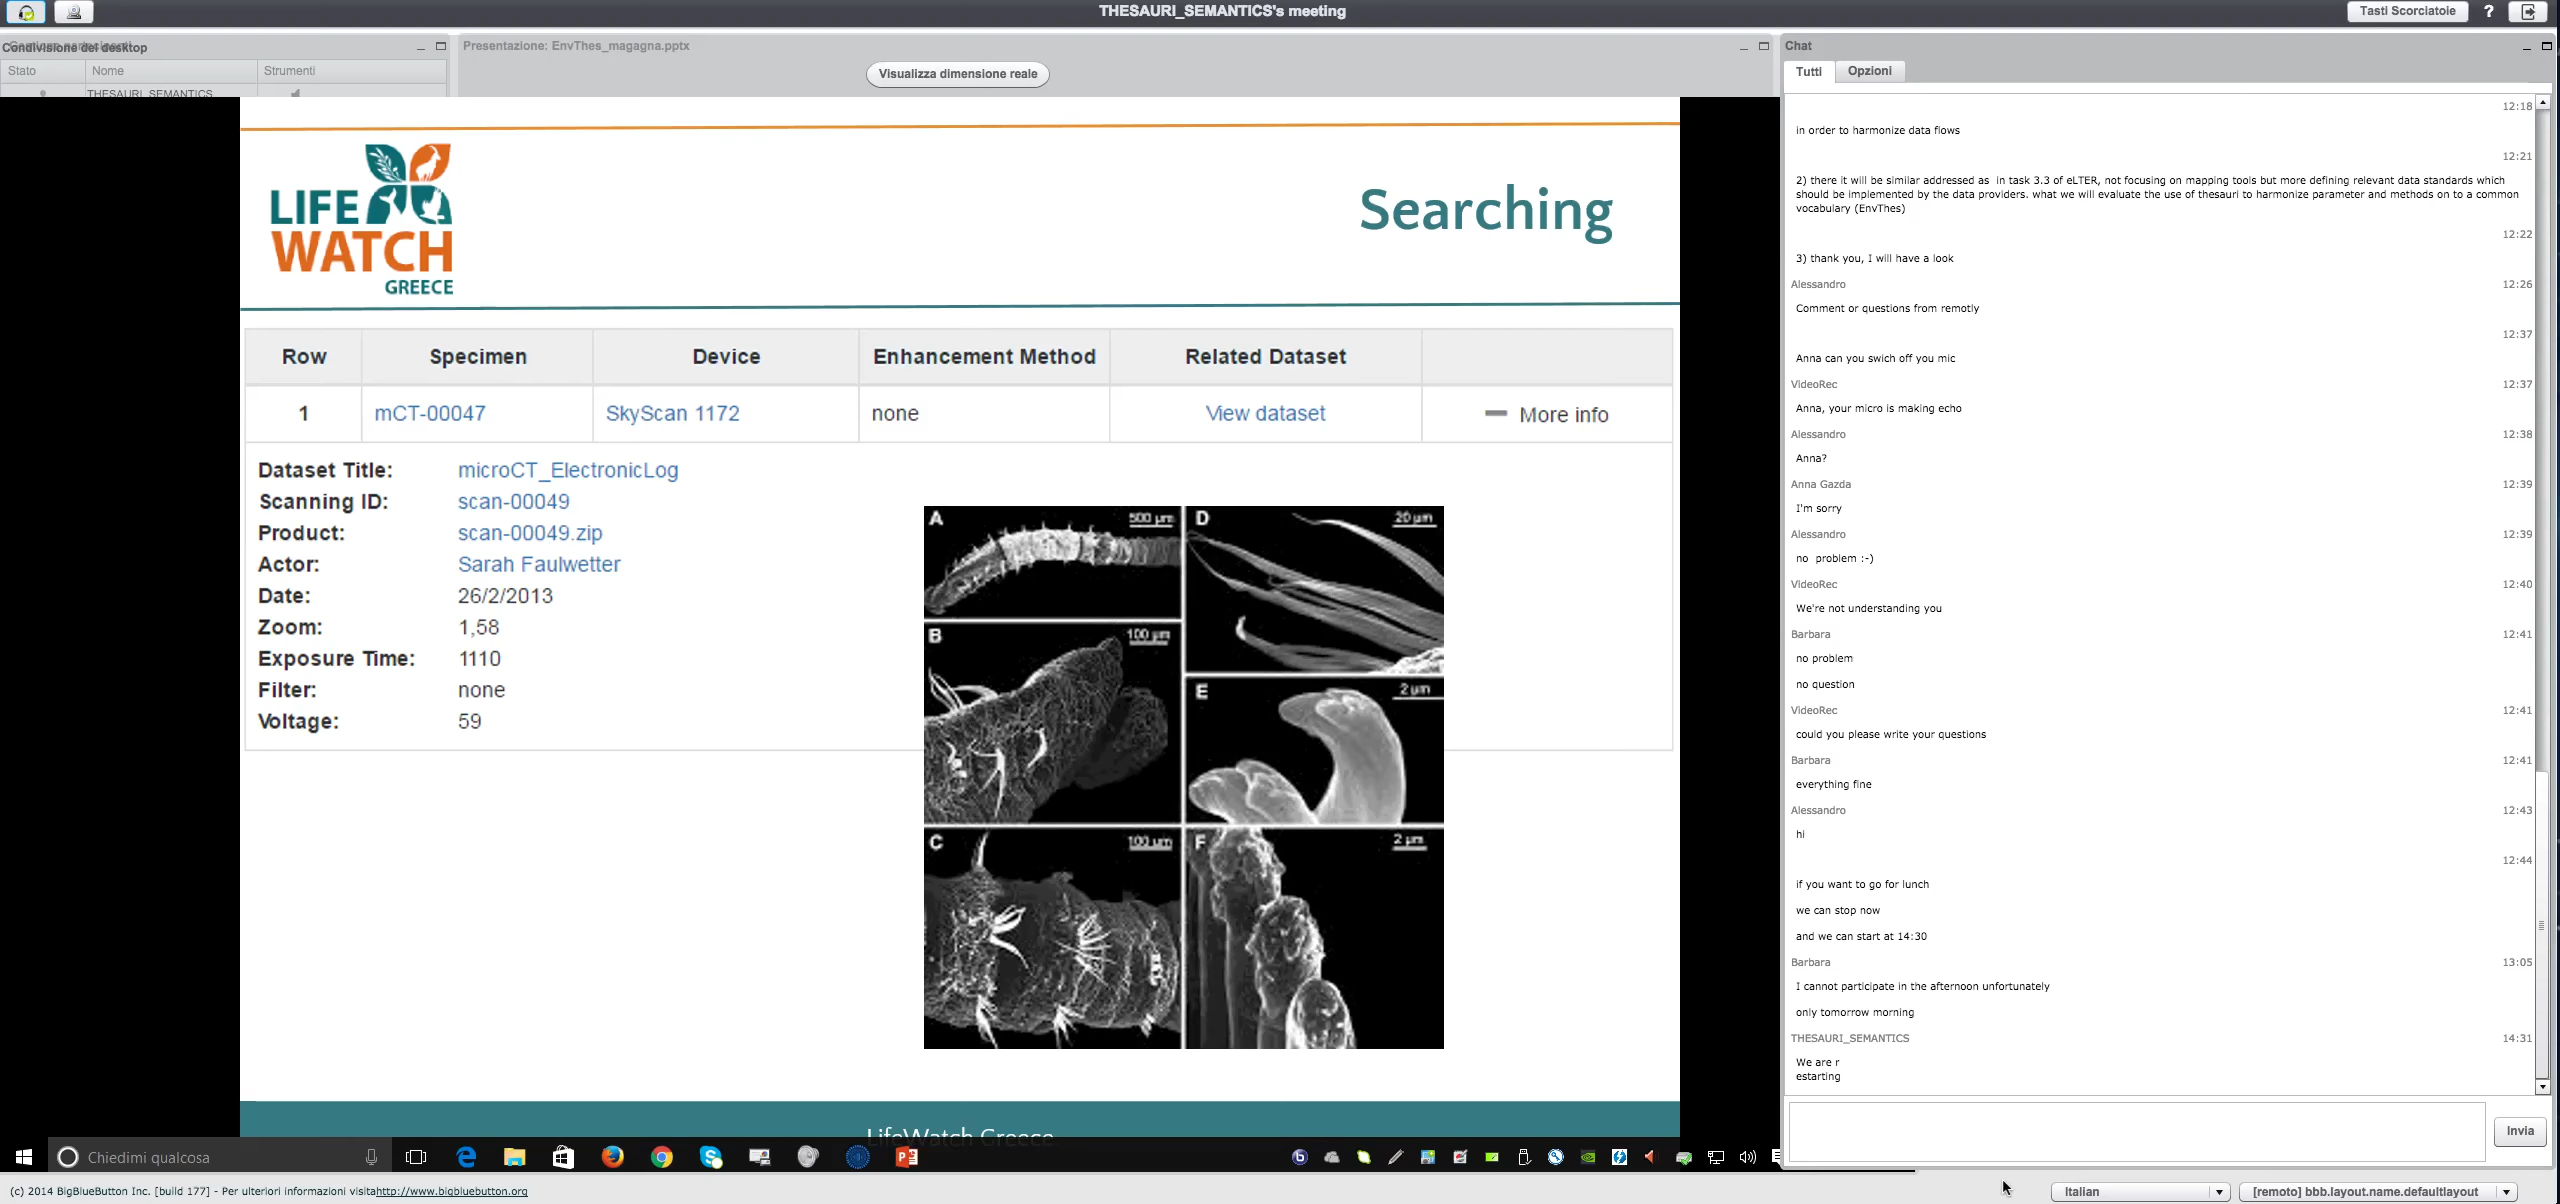 THESAURI_SEMANTICS's meeting
Tasti Scorciatoie
?
Condivisione del desktop
Stato Nome Strumenti
THESAURI_SEMANTICS
Presentazione: EnvThes_magagna.pptx
Visualizza dimensione reale
LIFE
WATCH
GREECE
Searching
Row Specimen Device Enhancement Method Related Dataset
1 mCT-00047 SkyScan 1172 none View dataset More info
Dataset Title: microCT_ElectronicLog
Scanning ID: scan-00049
Product: scan-00049.zip
Actor: Sarah Faulwetter
Date: 26/2/2013
Zoom: 1,58
Exposure Time: 1110
Filter: none
Voltage: 59
A 500 µm
B 100 µm
C 100 µm
D 20 µm
E 2 µm
F 2 µm
LifeWatch Greece
Chiedimi qualcosa
Chat
Tutti Opzioni
12:18
in order to harmonize data flows
12:21
2) there it will be similar addressed as in task 3.3 of eLTER, not focusing on mapping tools but more defining relevant data standards which
should be implemented by the data providers. what we will evaluate the use of thesauri to harmonize parameter and methods on to a common
vocabulary (EnvThes)
12:22
3) thank you, I will have a look
Alessandro 12:26
Comment or questions from remotly
12:37
Anna can you swich off you mic
VideoRec 12:37
Anna, your micro is making echo
Alessandro 12:38
Anna?
Anna Gazda 12:39
I'm sorry
Alessandro 12:39
no problem :-)
VideoRec 12:40
We're not understanding you
Barbara 12:41
no problem
no question
VideoRec 12:41
could you please write your questions
Barbara 12:41
everything fine
Alessandro 12:43
hi
12:44
if you want to go for lunch
we can stop now
and we can start at 14:30
Barbara 13:05
I cannot participate in the afternoon unfortunately
only tomorrow morning
THESAURI_SEMANTICS 14:31
We are r
estarting
Invia
(c) 2014 BigBlueButton Inc. [build 177] - Per ulteriori informazioni visitahttp://www.bigbluebutton.org
Italian
[remoto] bbb.layout.name.defaultlayout